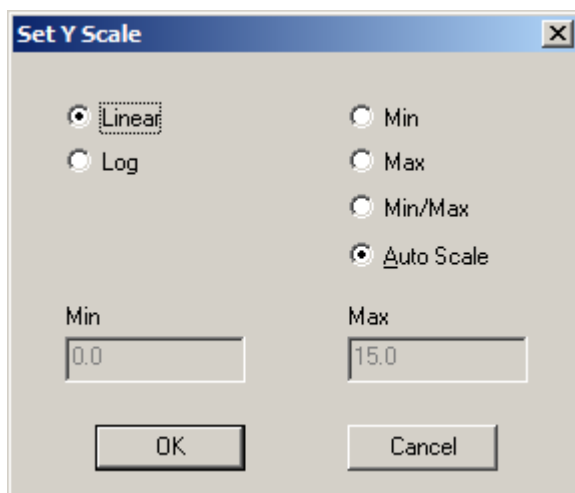 Set Y Scale
Linear
Min
Log
Max
Min/Max
Auto Scale
Min
Max
0.0
15.0
OK
Cancel